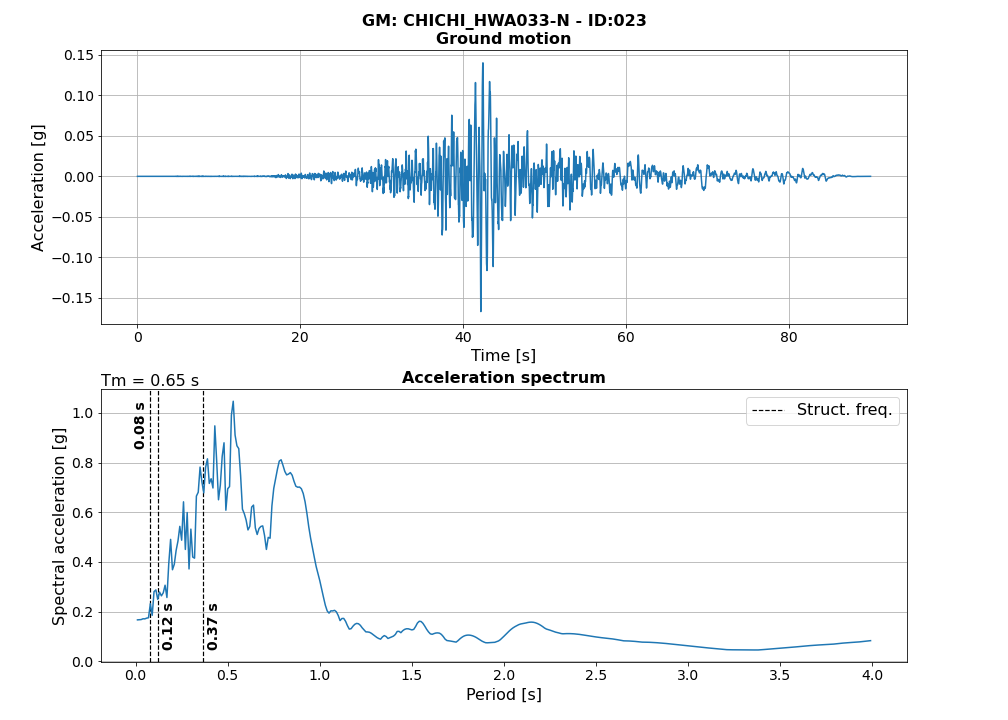 GM: CHICHI_HWA033-N - ID:023
Ground motion
0.15
0.10
0.05
0.00
−0.05
−0.10
−0.15
Acceleration [g]
0 20 40 60 80
Time [s]
Tm = 0.65 s
Acceleration spectrum
1.0
0.8
0.6
0.4
0.2
0.0
Spectral acceleration [g]
0.08 s
0.12 s
0.37 s
Struct. freq.
0.0 0.5 1.0 1.5 2.0 2.5 3.0 3.5 4.0
Period [s]